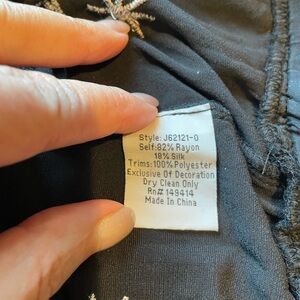 Style: J62121-0
Self:82% Rayon
18% Silk
Trims:100% Polyester
Exclusive Of Decoration
Dry Clean Only
Rn# 149414
Made In China